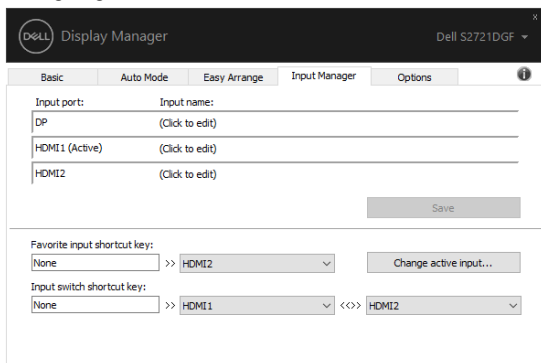 DELL Display Manager Dell S2721DGF
x
Basic Auto Mode Easy Arrange Input Manager Options i
Input port: Input name:
DP (Click to edit)
HDMI1 (Active) (Click to edit)
HDMI2 (Click to edit)
Save
Favorite input shortcut key:
None >> HDMI2 Change active input...
Input switch shortcut key:
None >> HDMI1 <<>> HDMI2